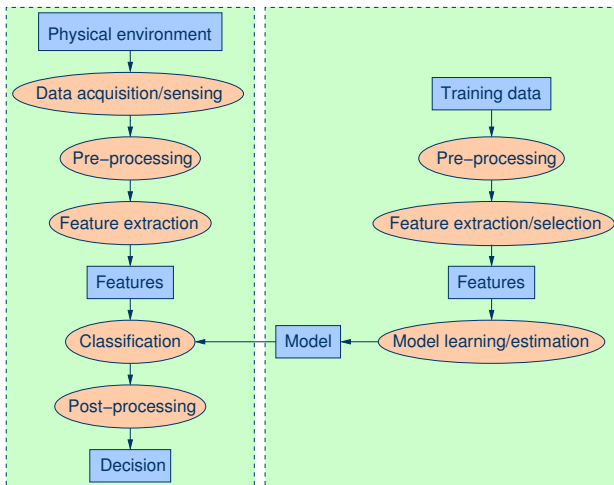 Physical environment
Data acquisition/sensing
Pre−processing
Feature extraction
Features
Classification
Post−processing
Decision
Training data
Pre−processing
Feature extraction/selection
Features
Model learning/estimation
Model